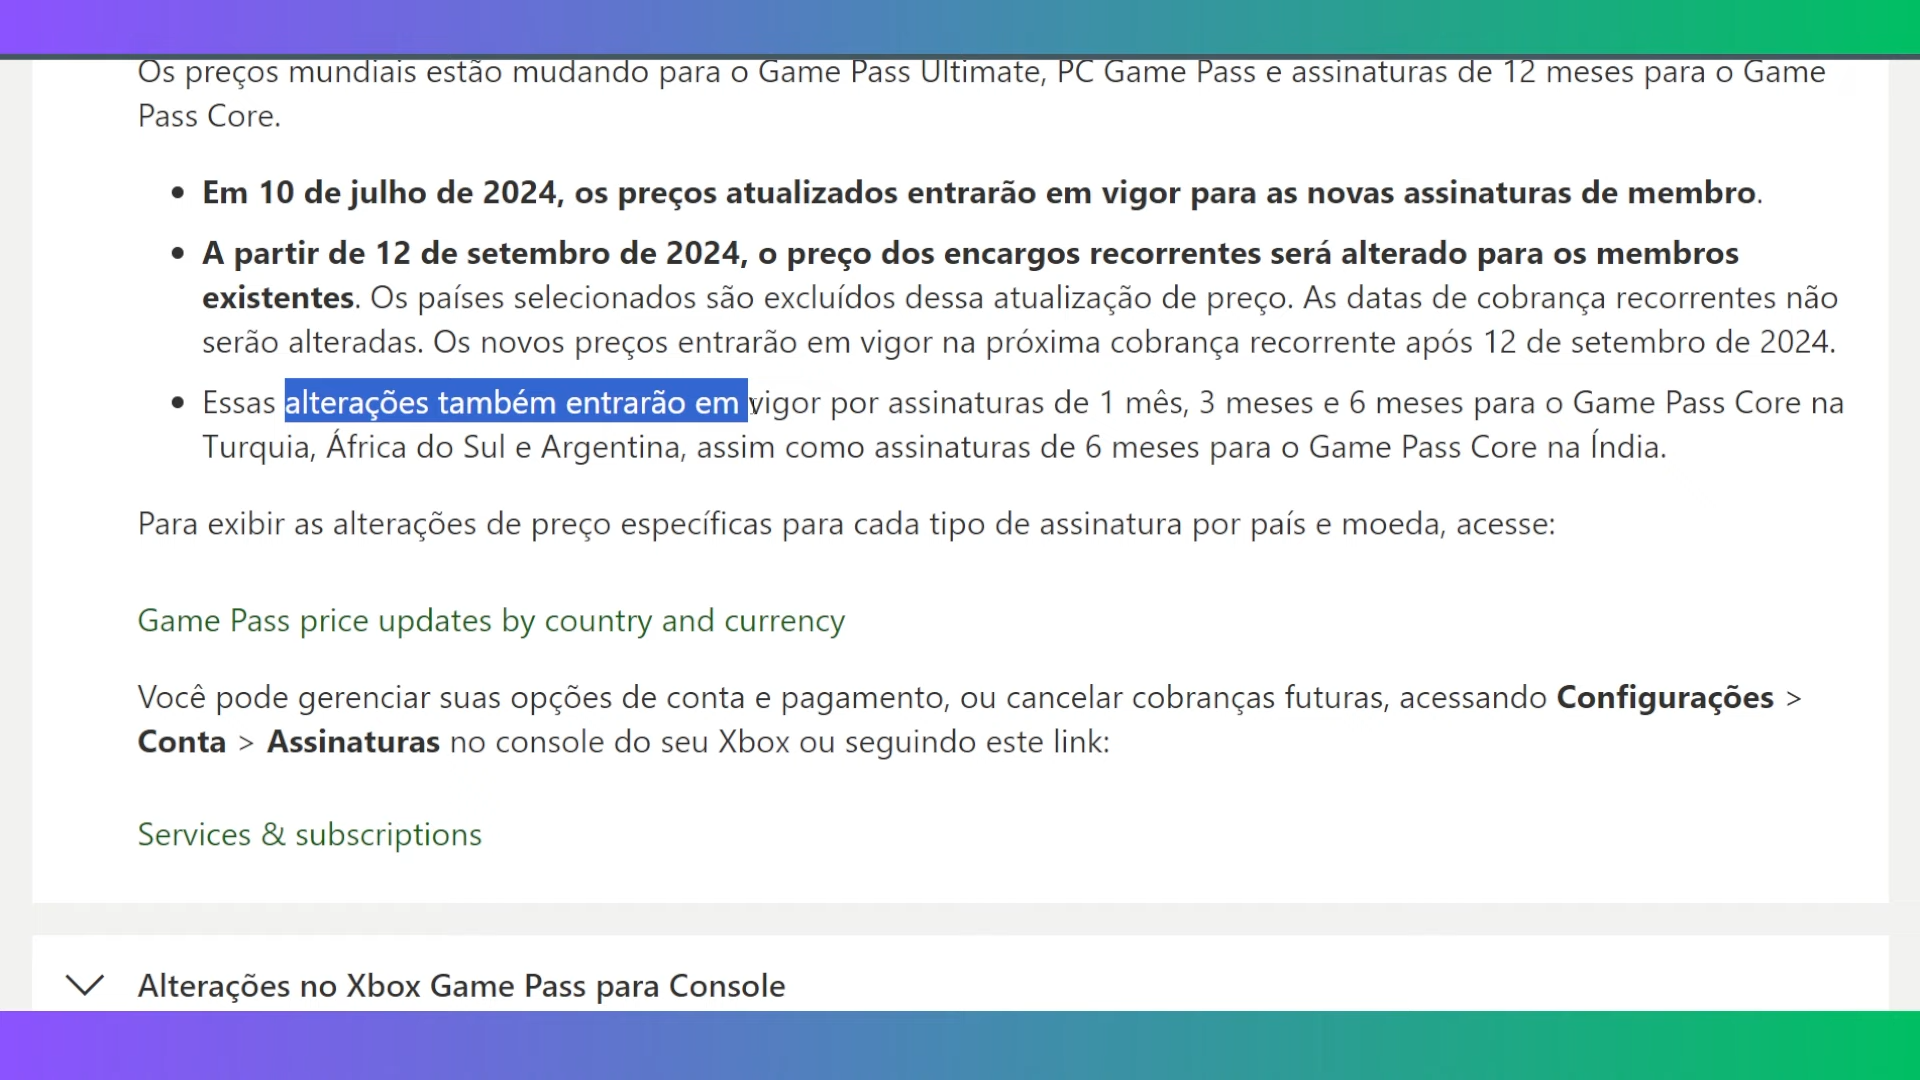 Os preços mundiais estão mudando para o Game Pass Ultimate, PC Game Pass e assinaturas de 12 meses para o Game
Pass Core.
• Em 10 de julho de 2024, os preços atualizados entrarão em vigor para as novas assinaturas de membro.
• A partir de 12 de setembro de 2024, o preço dos encargos recorrentes será alterado para os membros
existentes. Os países selecionados são excluídos dessa atualização de preço. As datas de cobrança recorrentes não
serão alteradas. Os novos preços entrarão em vigor na próxima cobrança recorrente após 12 de setembro de 2024.
• Essas alterações também entrarão em vigor por assinaturas de 1 mês, 3 meses e 6 meses para o Game Pass Core na
Turquia, África do Sul e Argentina, assim como assinaturas de 6 meses para o Game Pass Core na Índia.
Para exibir as alterações de preço específicas para cada tipo de assinatura por país e moeda, acesse:
Game Pass price updates by country and currency
Você pode gerenciar suas opções de conta e pagamento, ou cancelar cobranças futuras, acessando Configurações >
Conta > Assinaturas no console do seu Xbox ou seguindo este link:
Services & subscriptions
Alterações no Xbox Game Pass para Console